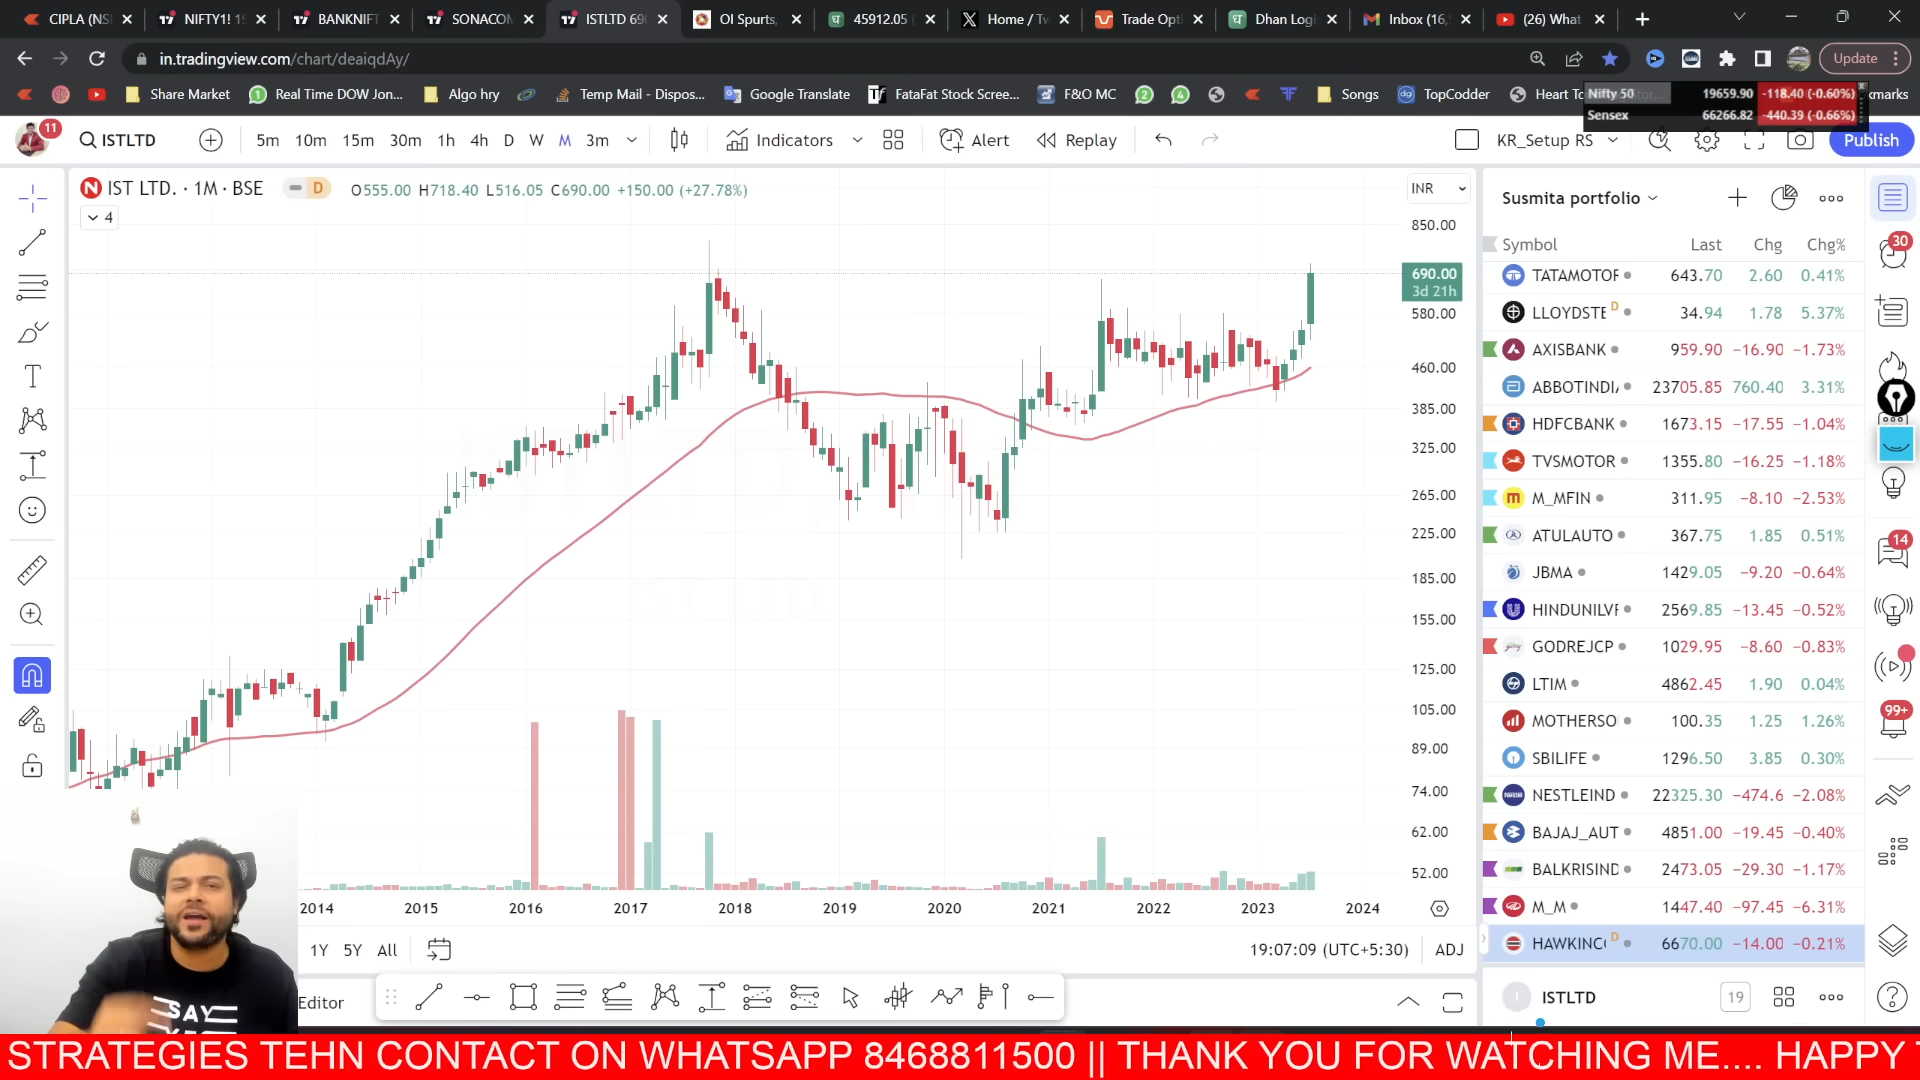 CIPLA (NS
NIFTY1! 19
BANKNIFT
SONACOM
ISTLTD 69
OI Spurts,
45912.05 (
Home / Tw
Trade Opti
Dhan Logi
Inbox (16,
(26) What
in.tradingview.com/chart/deaiqdAy/
Update
Share Market
Real Time DOW Jon...
Algo hry
Temp Mail - Dispos...
Google Translate
FataFat Stock Scree...
F&O MC
Songs
TopCodder
Heart To
marks
Nifty 50 19659.90 -118.40 (-0.60%)
Sensex 66266.82 -440.39 (-0.66%)
11
ISTLTD
5m 10m 15m 30m 1h 4h D W M 3m
Indicators
Alert
Replay
KR_Setup RS
Publish
IST LTD. · 1M · BSE
D
O555.00 H718.40 L516.05 C690.00 +150.00 (+27.78%)
4
INR
850.00
690.00
3d 21h
580.00
460.00
385.00
325.00
265.00
225.00
185.00
155.00
125.00
105.00
89.00
74.00
62.00
52.00
2014 2015 2016 2017 2018 2019 2020 2021 2022 2023 2024
1Y 5Y All
19:07:09 (UTC+5:30) ADJ
Editor
Susmita portfolio
Symbol Last Chg Chg%
TATAMOTOF 643.70 2.60 0.41%
LLOYDSTE D 34.94 1.78 5.37%
AXISBANK 959.90 −16.90 −1.73%
ABBOTINDI 23705.85 760.40 3.31%
HDFCBANK 1673.15 −17.55 −1.04%
TVSMOTOR 1355.80 −16.25 −1.18%
M_MFIN 311.95 −8.10 −2.53%
ATULAUTO 367.75 1.85 0.51%
JBMA 1429.05 −9.20 −0.64%
HINDUNILVF 2569.85 −13.45 −0.52%
GODREJCP 1029.95 −8.60 −0.83%
LTIM 4862.45 1.90 0.04%
MOTHERSO 100.35 1.25 1.26%
SBILIFE 1296.50 3.85 0.30%
NESTLEIND 22325.30 −474.6 −2.08%
BAJAJ_AUT 4851.00 −19.45 −0.40%
BALKRISIND 2473.05 −29.30 −1.17%
M_M 1447.40 −97.45 −6.31%
HAWKINC D 6670.00 −14.00 −0.21%
ISTLTD
19
30
14
99+
SAY
STRATEGIES TEHN CONTACT ON WHATSAPP 8468811500 || THANK YOU FOR WATCHING ME.... HAPPY